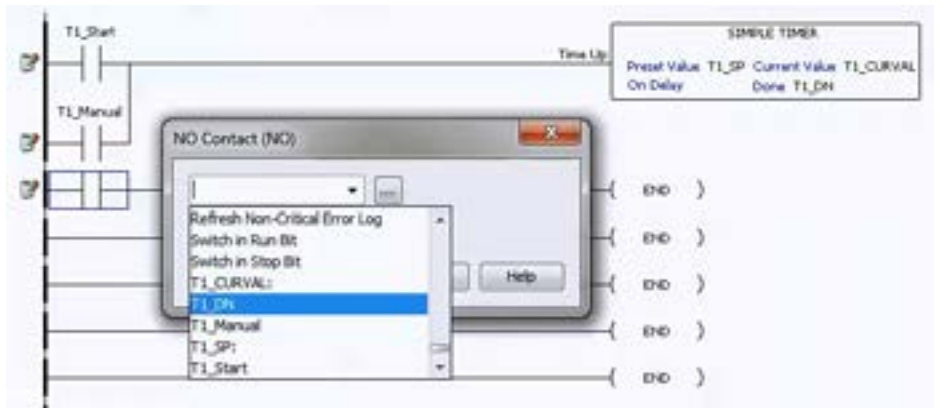 T1_Start
SIMPLE TIMER
Time Up
Preset Value T1_SP Current Value T1_CURVAL
On Delay Done T1_DN
T1_Manual
NO Contact (NO)
...
END
Refresh Non-Critical Error Log
Switch in Run Bit
Switch in Stop Bit
T1_CURVAL:
T1_DN
T1_Manual
T1_SP:
T1_Start
Help
END
END
END
END